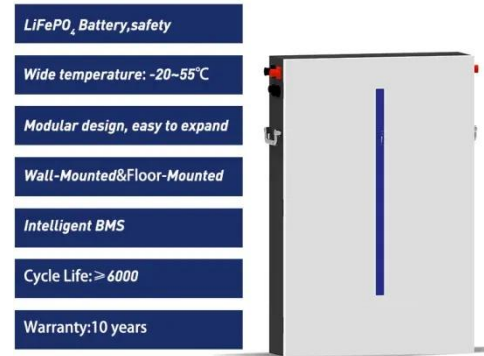 LiFePO₄ Battery,safety
Wide temperature: -20~55℃
Modular design, easy to expand
Wall-Mounted&Floor-Mounted
Intelligent BMS
Cycle Life:≥6000
Warranty:10 years